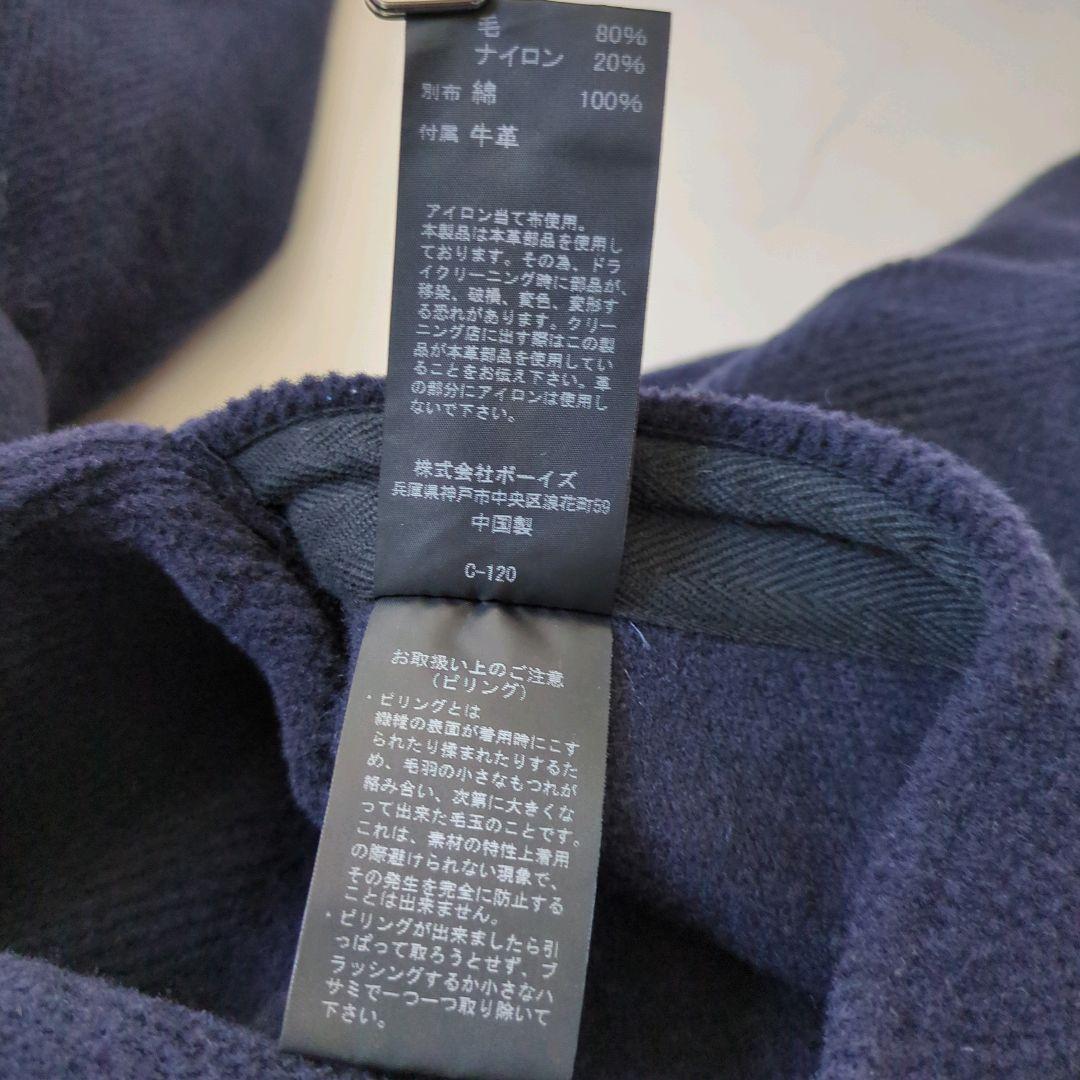 毛 80%
ナイロン 20%
別布 綿 100%
付属 牛革
アイロン当て布使用。
本製品は本革部品を使用し
ております。その為、ドラ
イクリーニング時に部品が、
移染、破損、変色、変形す
る恐れがあります。クリー
ニング店に出す際はこの製
品が本革部品を使用してい
ることをお伝え下さい。革
の部分にアイロンは使用し
ないで下さい。
株式会社ボーイズ
兵庫県神戸市中央区浪花町59
中国製
C-120
お取扱い上のご注意
(ピリング)
・ピリングとは
繊維の表面が着用時にこす
られたり揉まれたりするた
め、毛羽の小さなもつれが
絡み合い、次第に大きくな
って出来た毛玉のことです。
これは、素材の特性上着用
の際避けられない現象で、
その発生を完全に防止する
ことは出来ません。
・ピリングが出来ましたら引
っぱって取ろうとせず、ブ
ラッシングするか小さなハ
サミで一つ一つ取り除いて
下さい。